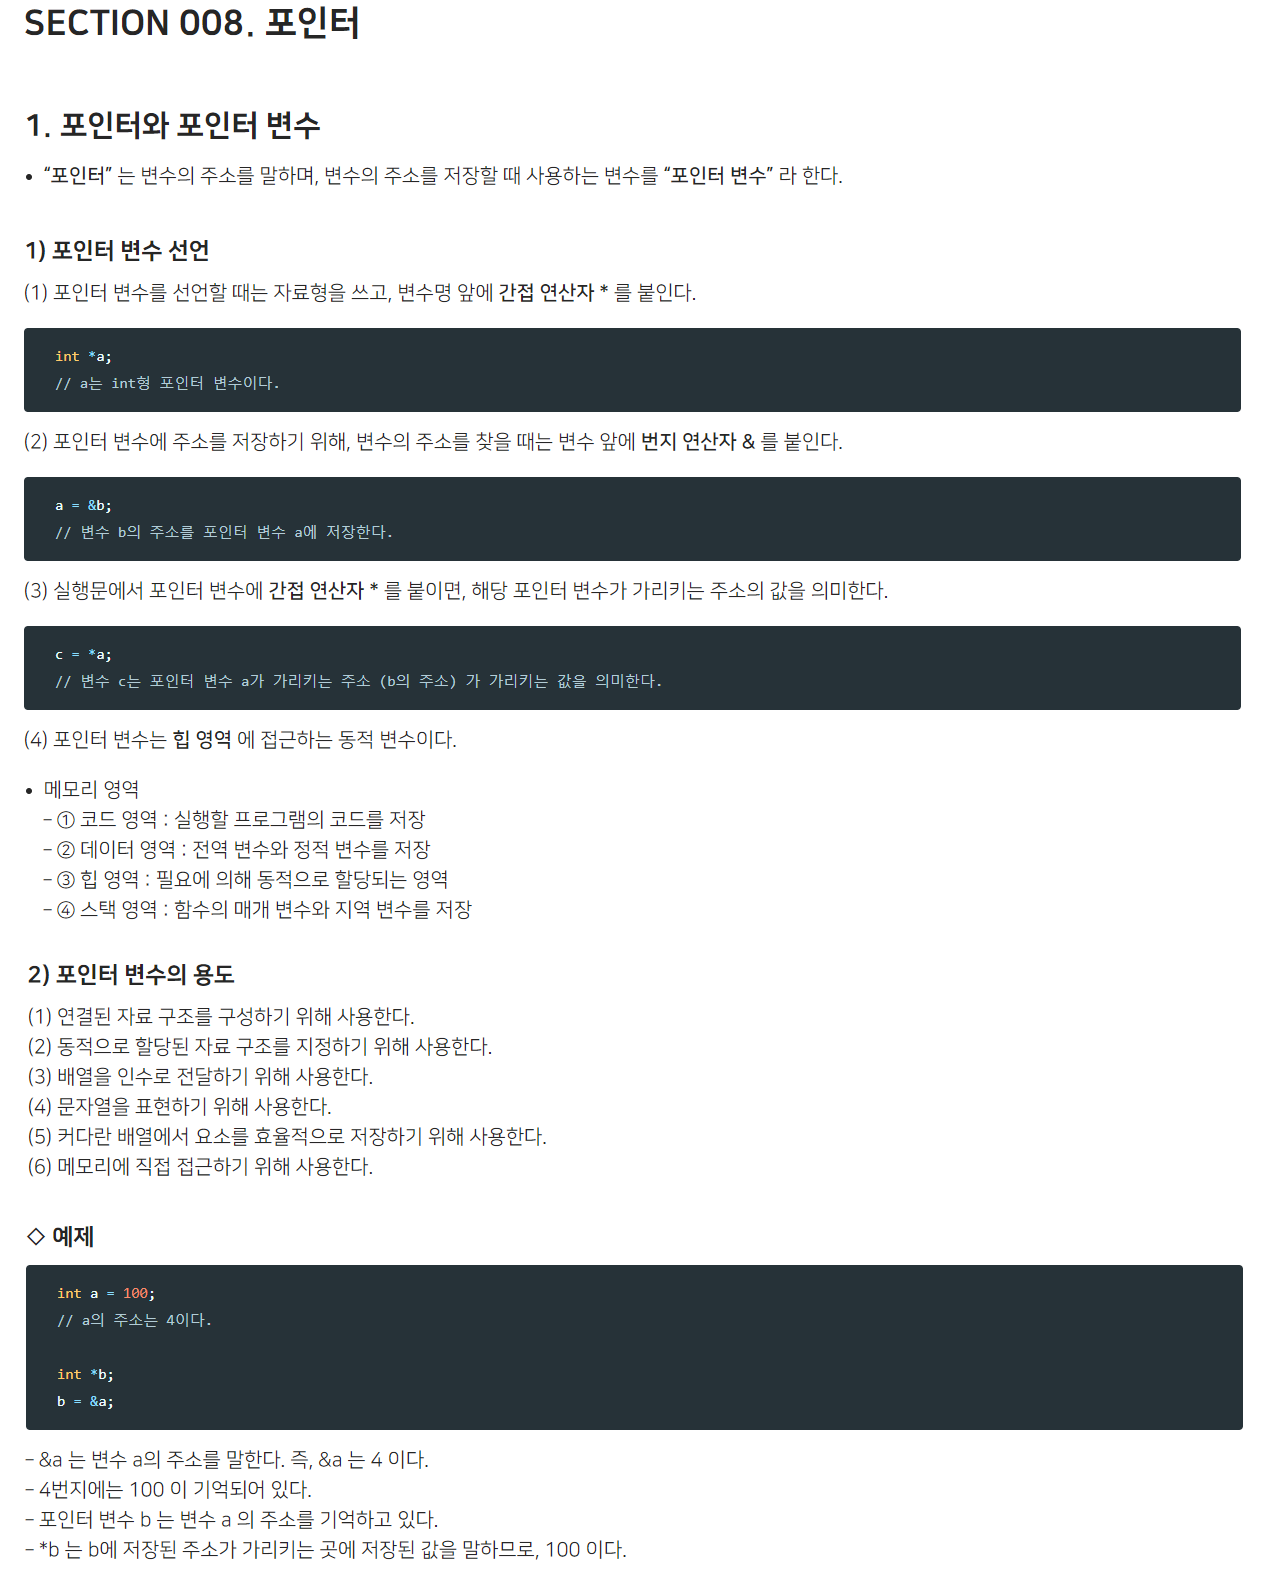 SECTION 008. 포인터
1. 포인터와 포인터 변수
• “포인터” 는 변수의 주소를 말하며, 변수의 주소를 저장할 때 사용하는 변수를 “포인터 변수” 라 한다.
1) 포인터 변수 선언
(1) 포인터 변수를 선언할 때는 자료형을 쓰고, 변수명 앞에 간접 연산자 * 를 붙인다.
int *a;
// a는 int형 포인터 변수이다.
(2) 포인터 변수에 주소를 저장하기 위해, 변수의 주소를 찾을 때는 변수 앞에 번지 연산자 & 를 붙인다.
a = &b;
// 변수 b의 주소를 포인터 변수 a에 저장한다.
(3) 실행문에서 포인터 변수에 간접 연산자 * 를 붙이면, 해당 포인터 변수가 가리키는 주소의 값을 의미한다.
c = *a;
// 변수 c는 포인터 변수 a가 가리키는 주소 (b의 주소) 가 가리키는 값을 의미한다.
(4) 포인터 변수는 힙 영역 에 접근하는 동적 변수이다.
• 메모리 영역
– ① 코드 영역 : 실행할 프로그램의 코드를 저장
– ② 데이터 영역 : 전역 변수와 정적 변수를 저장
– ③ 힙 영역 : 필요에 의해 동적으로 할당되는 영역
– ④ 스택 영역 : 함수의 매개 변수와 지역 변수를 저장
2) 포인터 변수의 용도
(1) 연결된 자료 구조를 구성하기 위해 사용한다.
(2) 동적으로 할당된 자료 구조를 지정하기 위해 사용한다.
(3) 배열을 인수로 전달하기 위해 사용한다.
(4) 문자열을 표현하기 위해 사용한다.
(5) 커다란 배열에서 요소를 효율적으로 저장하기 위해 사용한다.
(6) 메모리에 직접 접근하기 위해 사용한다.
◇ 예제
int a = 100;
// a의 주소는 4이다.
int *b;
b = &a;
– &a 는 변수 a의 주소를 말한다. 즉, &a 는 4 이다.
– 4번지에는 100 이 기억되어 있다.
– 포인터 변수 b 는 변수 a 의 주소를 기억하고 있다.
– *b 는 b에 저장된 주소가 가리키는 곳에 저장된 값을 말하므로, 100 이다.